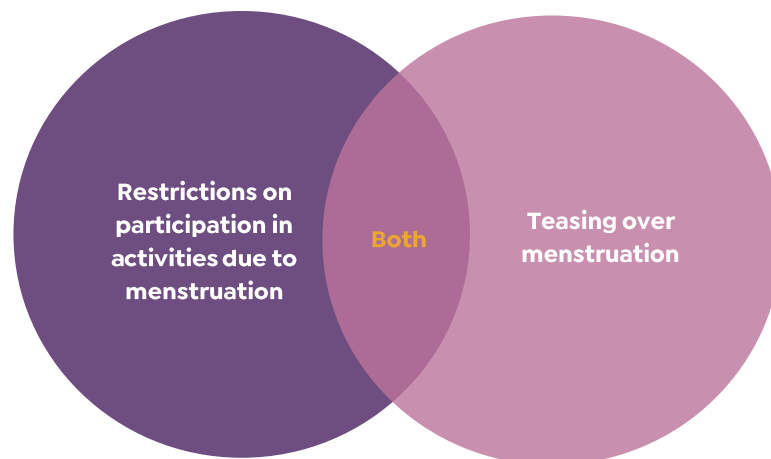 Restrictions on
participation in
activities due to
menstruation
Both
Teasing over
menstruation